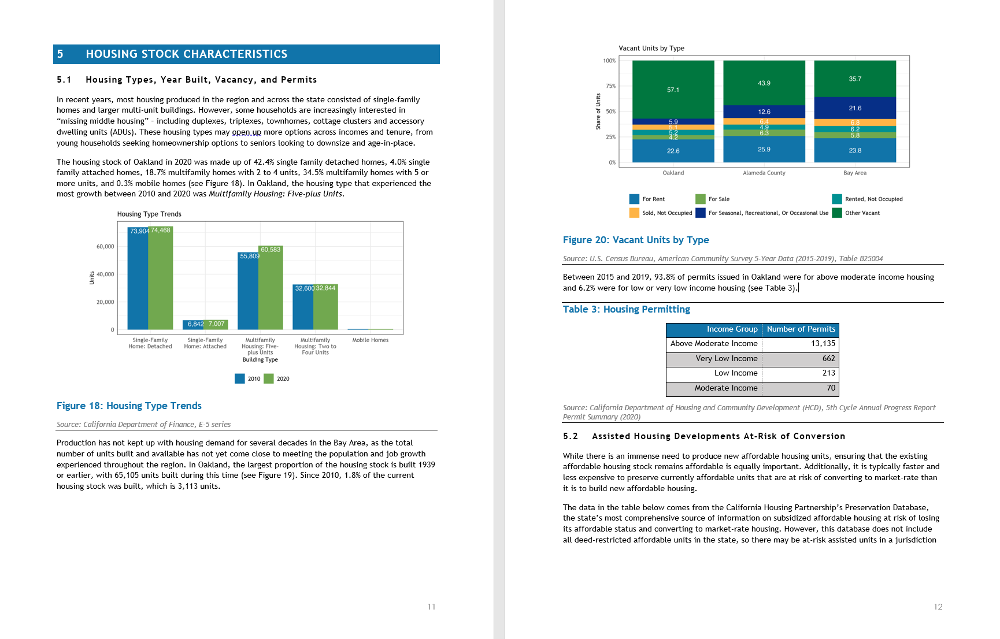 5 HOUSING STOCK CHARACTERISTICS
5.1 Housing Types, Year Built, Vacancy, and Permits
In recent years, most housing produced in the region and across the state consisted of single-family
homes and larger multi-unit buildings. However, some households are increasingly interested in
“missing middle housing” – including duplexes, triplexes, townhomes, cottage clusters and accessory
dwelling units (ADUs). These housing types may open up more options across incomes and tenure, from
young households seeking homeownership options to seniors looking to downsize and age-in-place.
The housing stock of Oakland in 2020 was made up of 42.4% single family detached homes, 4.0% single
family attached homes, 18.7% multifamily homes with 2 to 4 units, 34.5% multifamily homes with 5 or
more units, and 0.3% mobile homes (see Figure 18). In Oakland, the housing type that experienced the
most growth between 2010 and 2020 was Multifamily Housing: Five-plus Units.
Housing Type Trends
73,904 74,468
60,583
55,809
32,600 32,844
6,842 7,007
60,000
40,000
20,000
0
Units
Single-Family Home: Detached
Single-Family Home: Attached
Multifamily Housing: Five-plus Units
Multifamily Housing: Two to Four Units
Mobile Homes
Building Type
2010 2020
Figure 18: Housing Type Trends
Source: California Department of Finance, E-5 series
Production has not kept up with housing demand for several decades in the Bay Area, as the total
number of units built and available has not yet come close to meeting the population and job growth
experienced throughout the region. In Oakland, the largest proportion of the housing stock is built 1939
or earlier, with 65,105 units built during this time (see Figure 19). Since 2010, 1.8% of the current
housing stock was built, which is 3,113 units.
11
Vacant Units by Type
100%
75%
50%
25%
0%
Share of Units
57.1
5.9
5.1
5.2
4.2
22.6
43.9
12.6
6.4
4.9
6.3
25.9
35.7
21.6
6.8
6.2
5.8
23.8
Oakland Alameda County Bay Area
For Rent For Sale Rented, Not Occupied
Sold, Not Occupied For Seasonal, Recreational, Or Occasional Use Other Vacant
Figure 20: Vacant Units by Type
Source: U.S. Census Bureau, American Community Survey 5-Year Data (2015-2019), Table B25004
Between 2015 and 2019, 93.8% of permits issued in Oakland were for above moderate income housing
and 6.2% were for low or very low income housing (see Table 3).
Table 3: Housing Permitting
Income Group Number of Permits
Above Moderate Income 13,135
Very Low Income 662
Low Income 213
Moderate Income 70
Source: California Department of Housing and Community Development (HCD), 5th Cycle Annual Progress Report
Permit Summary (2020)
5.2 Assisted Housing Developments At-Risk of Conversion
While there is an immense need to produce new affordable housing units, ensuring that the existing
affordable housing stock remains affordable is equally important. Additionally, it is typically faster and
less expensive to preserve currently affordable units that are at risk of converting to market-rate than
it is to build new affordable housing.
The data in the table below comes from the California Housing Partnership’s Preservation Database,
the state’s most comprehensive source of information on subsidized affordable housing at risk of losing
its affordable status and converting to market-rate housing. However, this database does not include
all deed-restricted affordable units in the state, so there may be at-risk assisted units in a jurisdiction
12